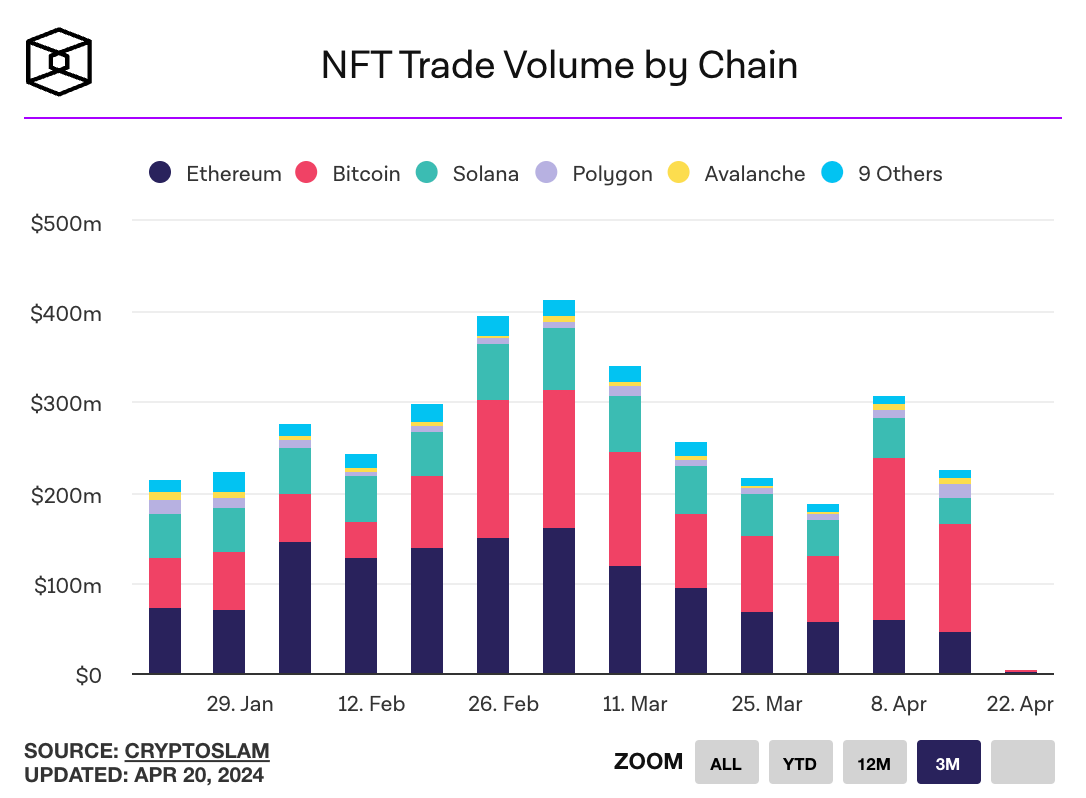 NFT Trade Volume by Chain
Ethereum Bitcoin Solana Polygon Avalanche 9 Others
$500m
$400m
$300m
$200m
$100m
$0
29. Jan 12. Feb 26. Feb 11. Mar 25. Mar 8. Apr 22. Apr
SOURCE: CRYPTOSLAM
UPDATED: APR 20, 2024
ZOOM ALL YTD 12M 3M